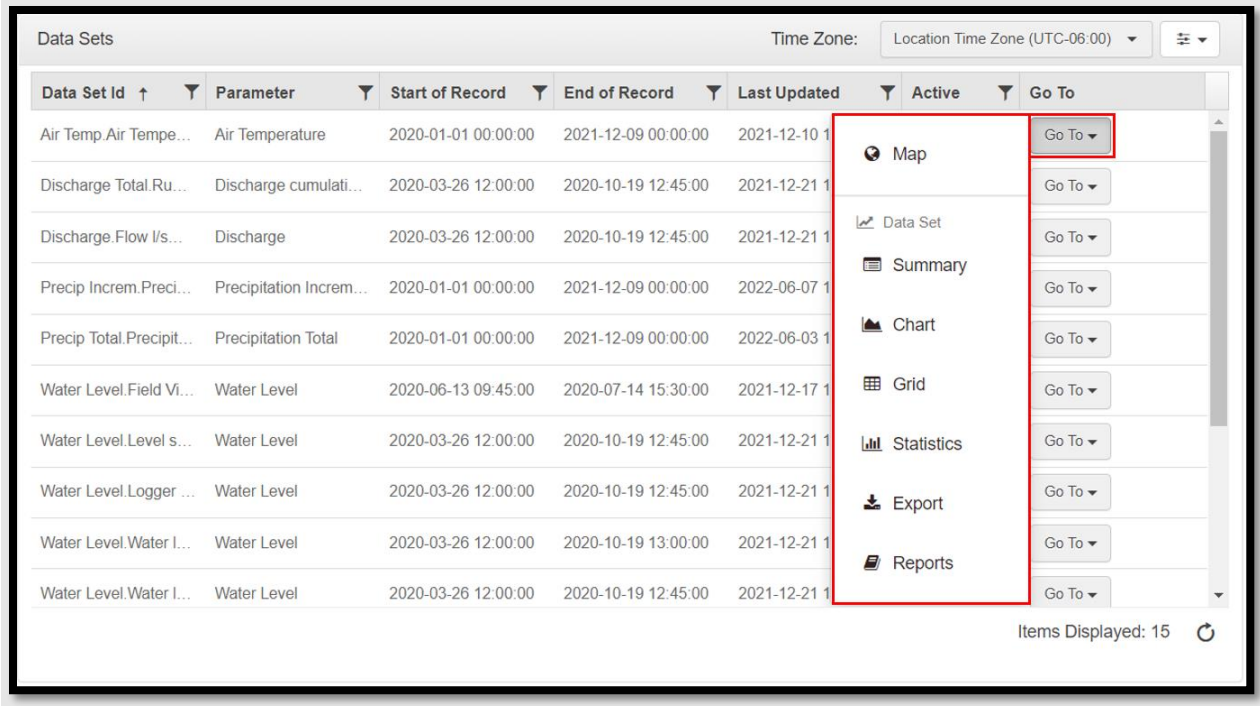 Data Sets Time Zone: Location Time Zone (UTC-06:00)
Data Set Id ↑ Parameter Start of Record End of Record Last Updated Active Go To
Air Temp.Air Tempe... Air Temperature 2020-01-01 00:00:00 2021-12-09 00:00:00 2021-12-10 1 Go To
Map
Discharge Total.Ru... Discharge cumulati... 2020-03-26 12:00:00 2020-10-19 12:45:00 2021-12-21 1 Go To
Data Set
Discharge.Flow l/s... Discharge 2020-03-26 12:00:00 2020-10-19 12:45:00 2021-12-21 1 Go To
Summary
Precip Increm.Preci... Precipitation Increm... 2020-01-01 00:00:00 2021-12-09 00:00:00 2022-06-07 1 Go To
Chart
Precip Total.Precipit... Precipitation Total 2020-01-01 00:00:00 2021-12-09 00:00:00 2022-06-03 1 Go To
Grid
Water Level.Field Vi... Water Level 2020-06-13 09:45:00 2020-07-14 15:30:00 2021-12-17 1 Go To
Water Level.Level s... Water Level 2020-03-26 12:00:00 2020-10-19 12:45:00 2021-12-21 1 Statistics Go To
Water Level.Logger ... Water Level 2020-03-26 12:00:00 2020-10-19 12:45:00 2021-12-21 1 Go To
Export
Water Level.Water l... Water Level 2020-03-26 12:00:00 2020-10-19 13:00:00 2021-12-21 1 Go To
Reports
Water Level.Water l... Water Level 2020-03-26 12:00:00 2020-10-19 12:45:00 2021-12-21 1 Go To
Items Displayed: 15